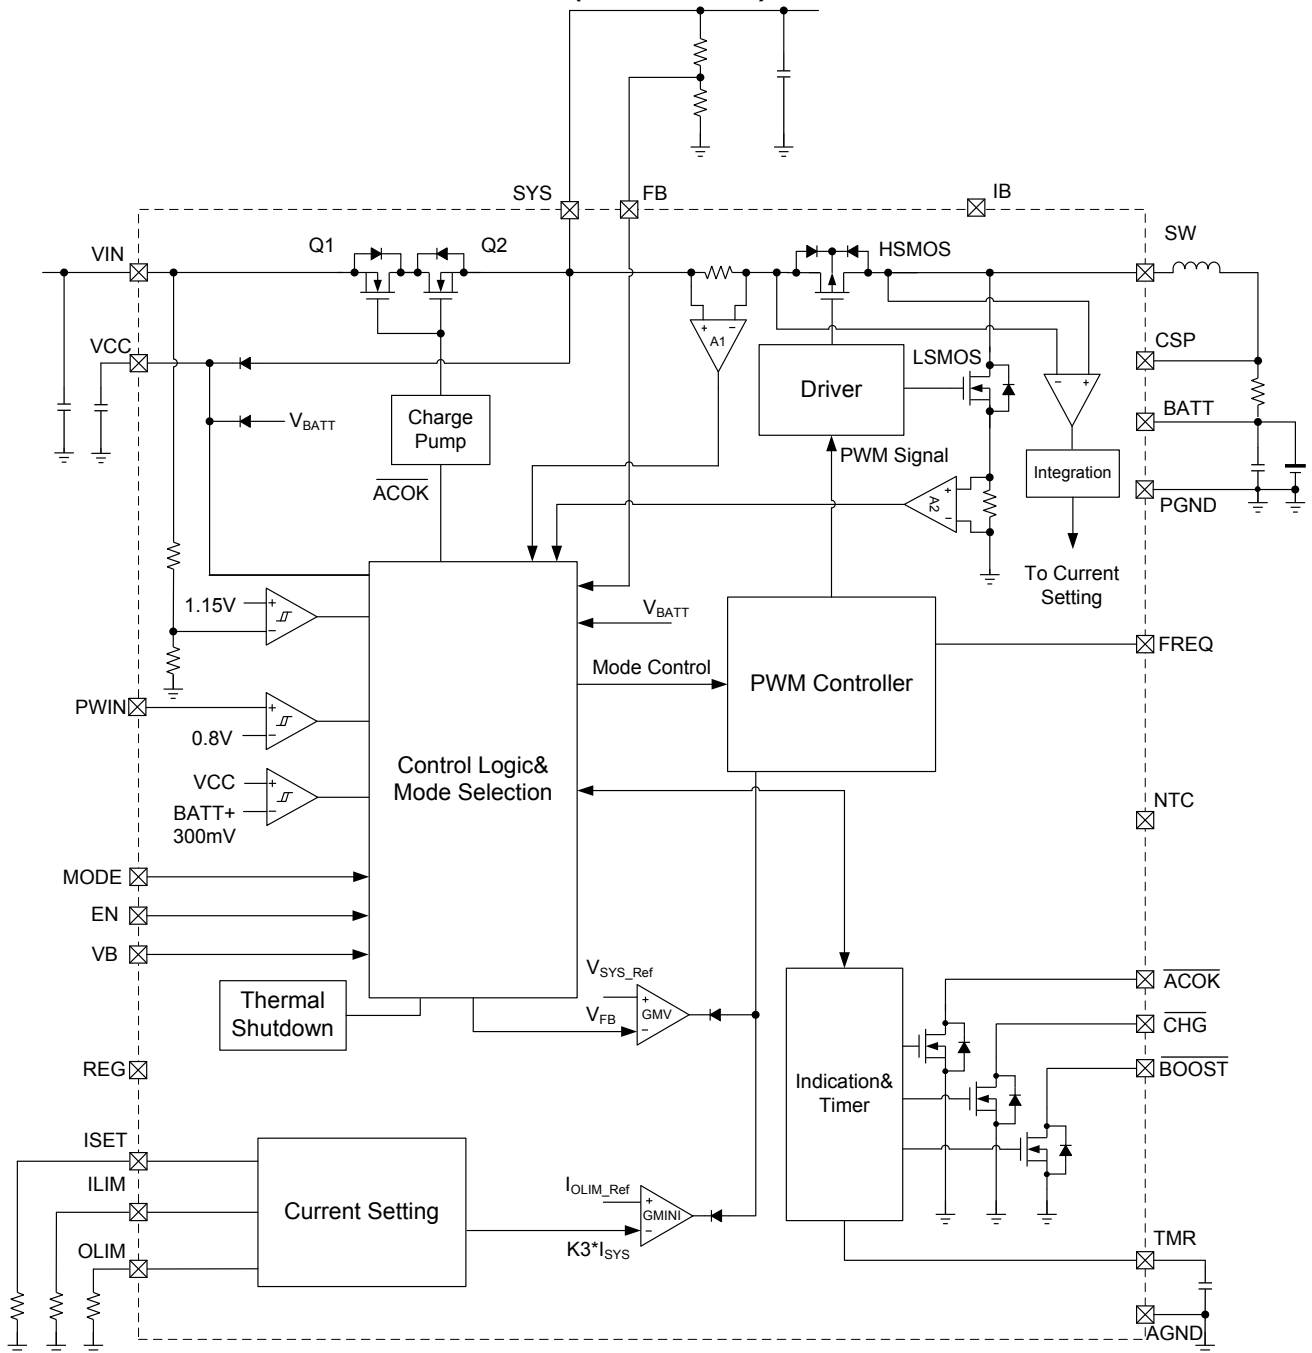 SYS
FB
IB
VIN
Q1
Q2
HSMOS
SW
+
−
A1
VCC
LSMOS
CSP
−
+
Driver
Charge
Pump
V_BATT
BATT
PWM Signal
Integration
ACOK
+
A2
−
PGND
To Current
Setting
1.15V
+
−
V_BATT
FREQ
Mode Control
PWM Controller
PWIN
+
0.8V
−
Control Logic&
Mode Selection
VCC
+
BATT+
300mV
−
NTC
MODE
EN
VB
V_SYS_Ref
+
GMV
V_FB
−
Thermal
Shutdown
ACOK
CHG
BOOST
REG
Indication&
Timer
ISET
ILIM
OLIM
Current Setting
I_OLIM_Ref
+
GMINI
−
K3*I_SYS
TMR
AGND